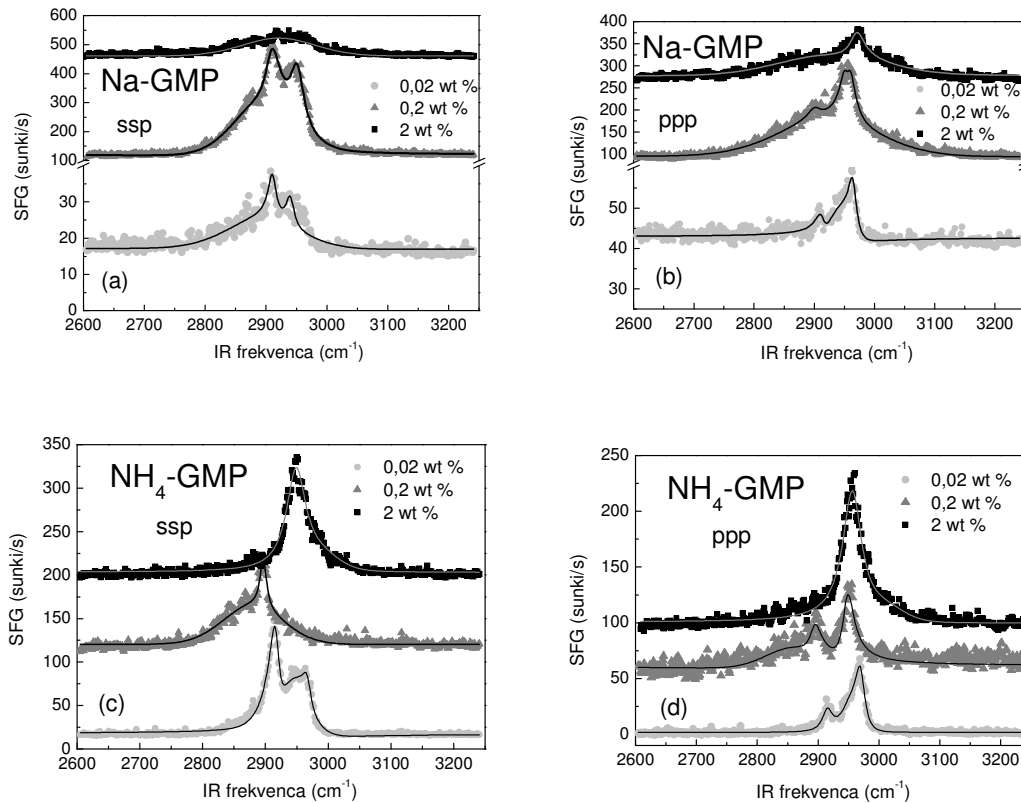 600
500
400
300
200
100
30
20
10
0
SFG (sunki/s)
Na-GMP
ssp
0,02 wt %
0,2 wt %
2 wt %
(a)
2600 2700 2800 2900 3000 3100 3200
IR frekvenca (cm⁻¹)
400
350
300
250
200
150
100
50
40
30
SFG (sunki/s)
Na-GMP
ppp
0,02 wt %
0,2 wt %
2 wt %
(b)
2600 2700 2800 2900 3000 3100 3200
IR frekvenca (cm⁻¹)
350
300
250
200
150
100
50
0
SFG (sunki/s)
NH₄-GMP
ssp
0,02 wt %
0,2 wt %
2 wt %
(c)
2600 2700 2800 2900 3000 3100 3200
IR frekvenca (cm⁻¹)
250
200
150
100
50
0
SFG (sunki/s)
NH₄-GMP
ppp
0,02 wt %
0,2 wt %
2 wt %
(d)
2600 2700 2800 2900 3000 3100 3200
IR frekvenca (cm⁻¹)